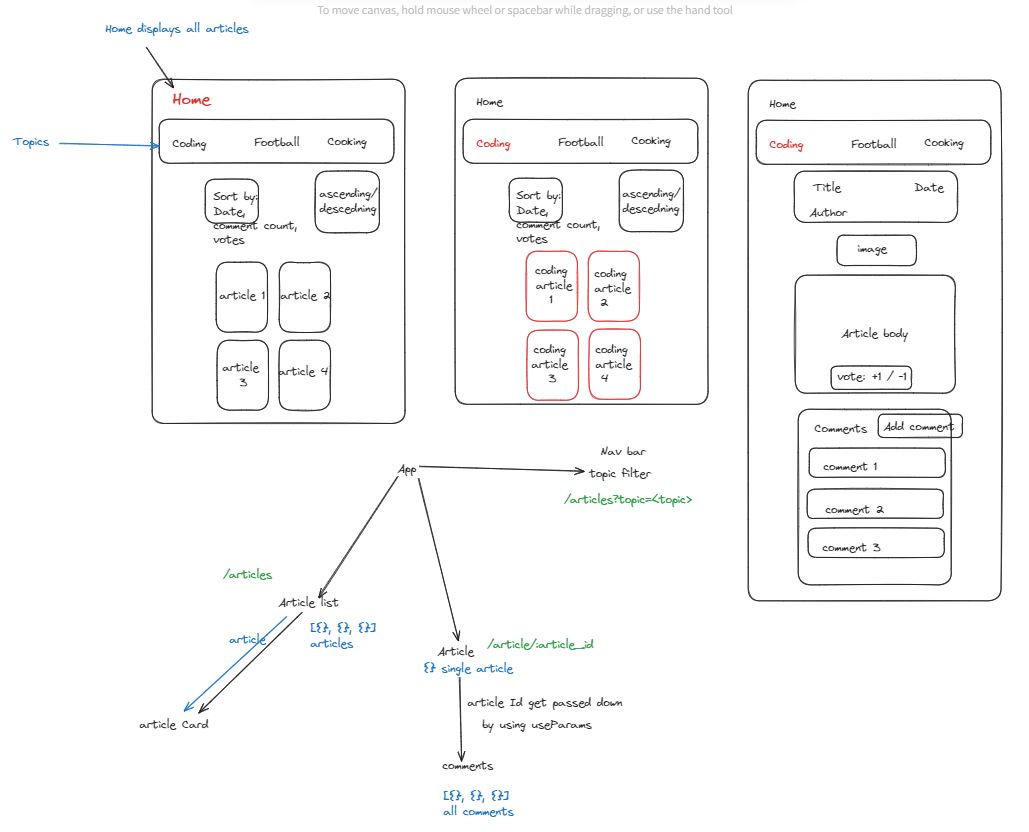 To move canvas, hold mouse wheel or spacebar while dragging, or use the hand tool
Home displays all articles
Home
Topics
Coding Football Cooking
Sort by:
Date,
comment count,
votes
ascending/
descedning
article 1
article 2
article
3
article 4
Home
Coding Football Cooking
Sort by:
Date,
comment count,
votes
ascending/
descedning
coding
article
1
coding
article
2
coding
article
3
coding
article
4
Home
Coding Football Cooking
Title Date
Author
image
Article body
vote: +1 / -1
Comments Add comment
comment 1
comment 2
comment 3
App
Nav bar
topic filter
/articles?topic=<topic>
/articles
Article list
[{}, {}, {}]
articles
article
article Card
Article
/article/:article_id
{} single article
article Id get passed down
by using useParams
comments
[{}, {}, {}]
all comments